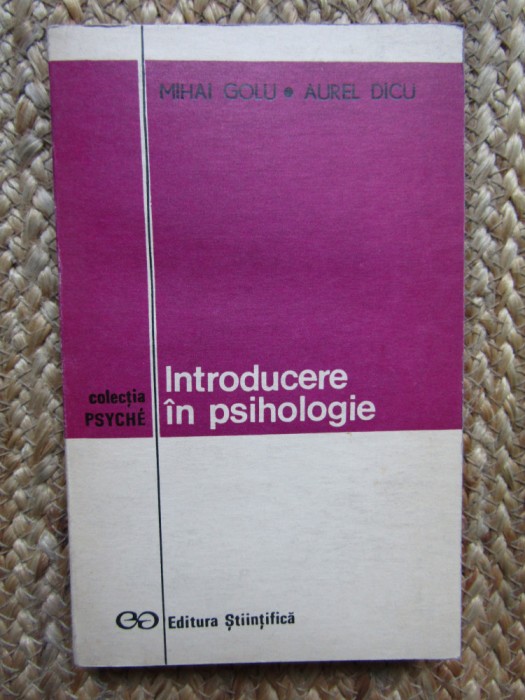 MIHAI GOLU • AUREL DICU
Introducere
în psihologie
colecția
PSYCHÉ
Editura Științifică